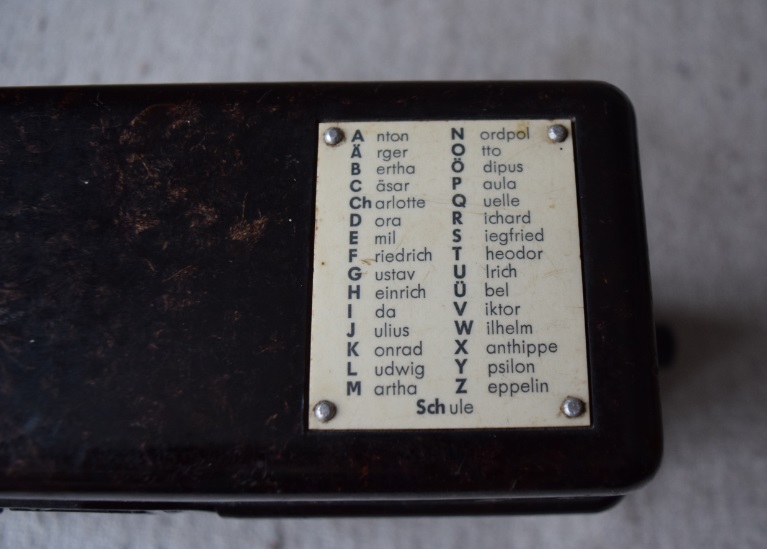 Anton
Ärger
Bertha
Cäsar
Charlotte
Dora
Emil
Friedrich
Gustav
Heinrich
Ida
Julius
Konrad
Ludwig
Martha
Nordpol
Otto
Ödipus
Paula
Quelle
Richard
Siegfried
Theodor
Ulrich
Übel
Viktor
Wilhelm
Xanthippe
Ypsilon
Zeppelin
Schule